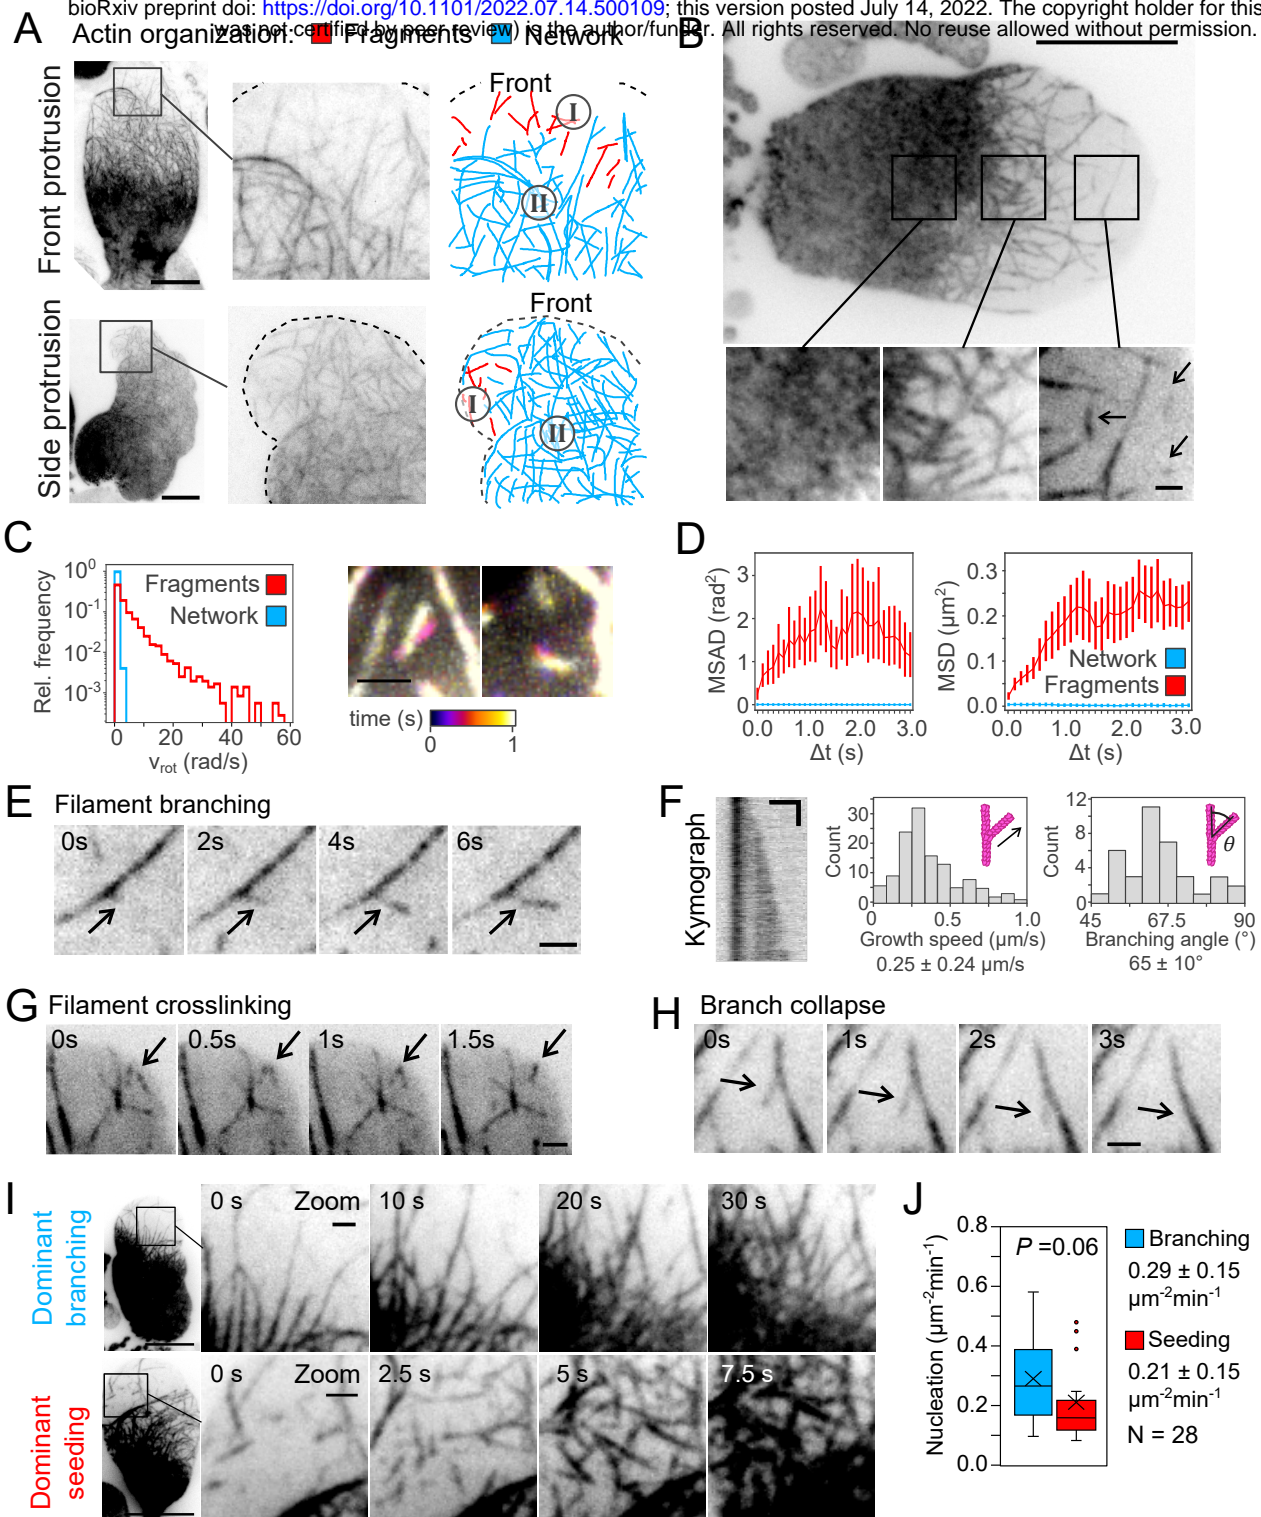 bioRxiv preprint doi: https://doi.org/10.1101/2022.07.14.500109; this version posted July 14, 2022. The copyright holder for this
was not certified by peer review) is the author/funder. All rights reserved. No reuse allowed without permission.
A
Actin organization: Fragments Network
B
Front protrusion
Front
I
II
Side protrusion
Front
I
II
C
Rel. frequency
10⁰
10⁻¹
10⁻²
10⁻³
Fragments
Network
0 20 40 60
vrot (rad/s)
time (s)
0 1
D
MSAD (rad²)
3
2
1
0
0.0 1.0 2.0 3.0
Δt (s)
MSD (µm²)
0.3
0.2
0.1
0.0
Network
Fragments
0.0 1.0 2.0 3.0
Δt (s)
E Filament branching
0s 2s 4s 6s
F
Kymograph
Count
30
20
10
0
0 0.5 1.0
Growth speed (µm/s)
0.25 ± 0.24 µm/s
Count
12
8
4
0
θ
45 67.5 90
Branching angle (°)
65 ± 10°
G Filament crosslinking
0s 0.5s 1s 1.5s
H Branch collapse
0s 1s 2s 3s
I
Dominant
branching
0 s Zoom 10 s 20 s 30 s
Dominant
seeding
0 s Zoom 2.5 s 5 s 7.5 s
J
Nucleation (µm⁻²min⁻¹)
0.8
0.6
0.4
0.2
0.0
P =0.06
Branching
0.29 ± 0.15
µm⁻²min⁻¹
Seeding
0.21 ± 0.15
µm⁻²min⁻¹
N = 28